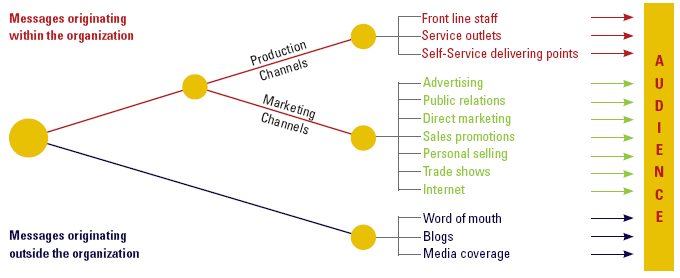 Messages originating
within the organization
Production
Channels
Marketing
Channels
Messages originating
outside the organization
Front line staff
Service outlets
Self-Service delivering points
Advertising
Public relations
Direct marketing
Sales promotions
Personal selling
Trade shows
Internet
Word of mouth
Blogs
Media coverage
AUDIENCE